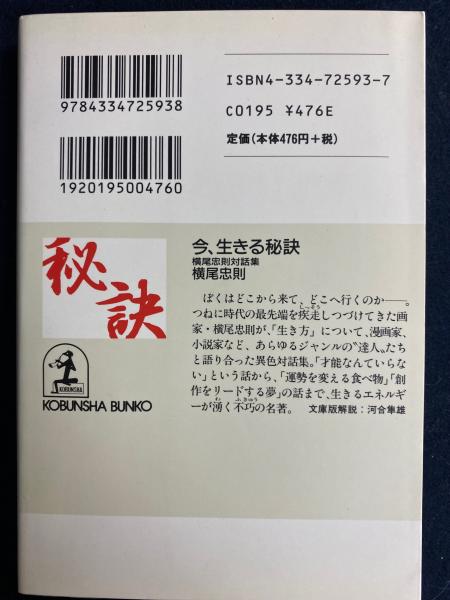 ISBN4-334-72593-7
9784334725938
C0195 ¥476E
定価(本体476円+税)
1920195004760
秘訣
今、生きる秘訣
横尾忠則対話集
横尾忠則
ぼくはどこから来て、どこへ行くのか――。
つねに時代の最先端を疾走しつづけてきた画
家・横尾忠則が、「生き方」について、漫画家、
小説家など、あらゆるジャンルの〝達人〟たち
と語り合った異色対話集。「才能なんていらな
い」という話から、「運勢を変える食べ物」「創
作をリードする夢」の話まで、生きるエネルギ
ーが湧く不巧の名著。 文庫版解説:河合隼雄
KOBUNSHA
KOBUNSHA BUNKO